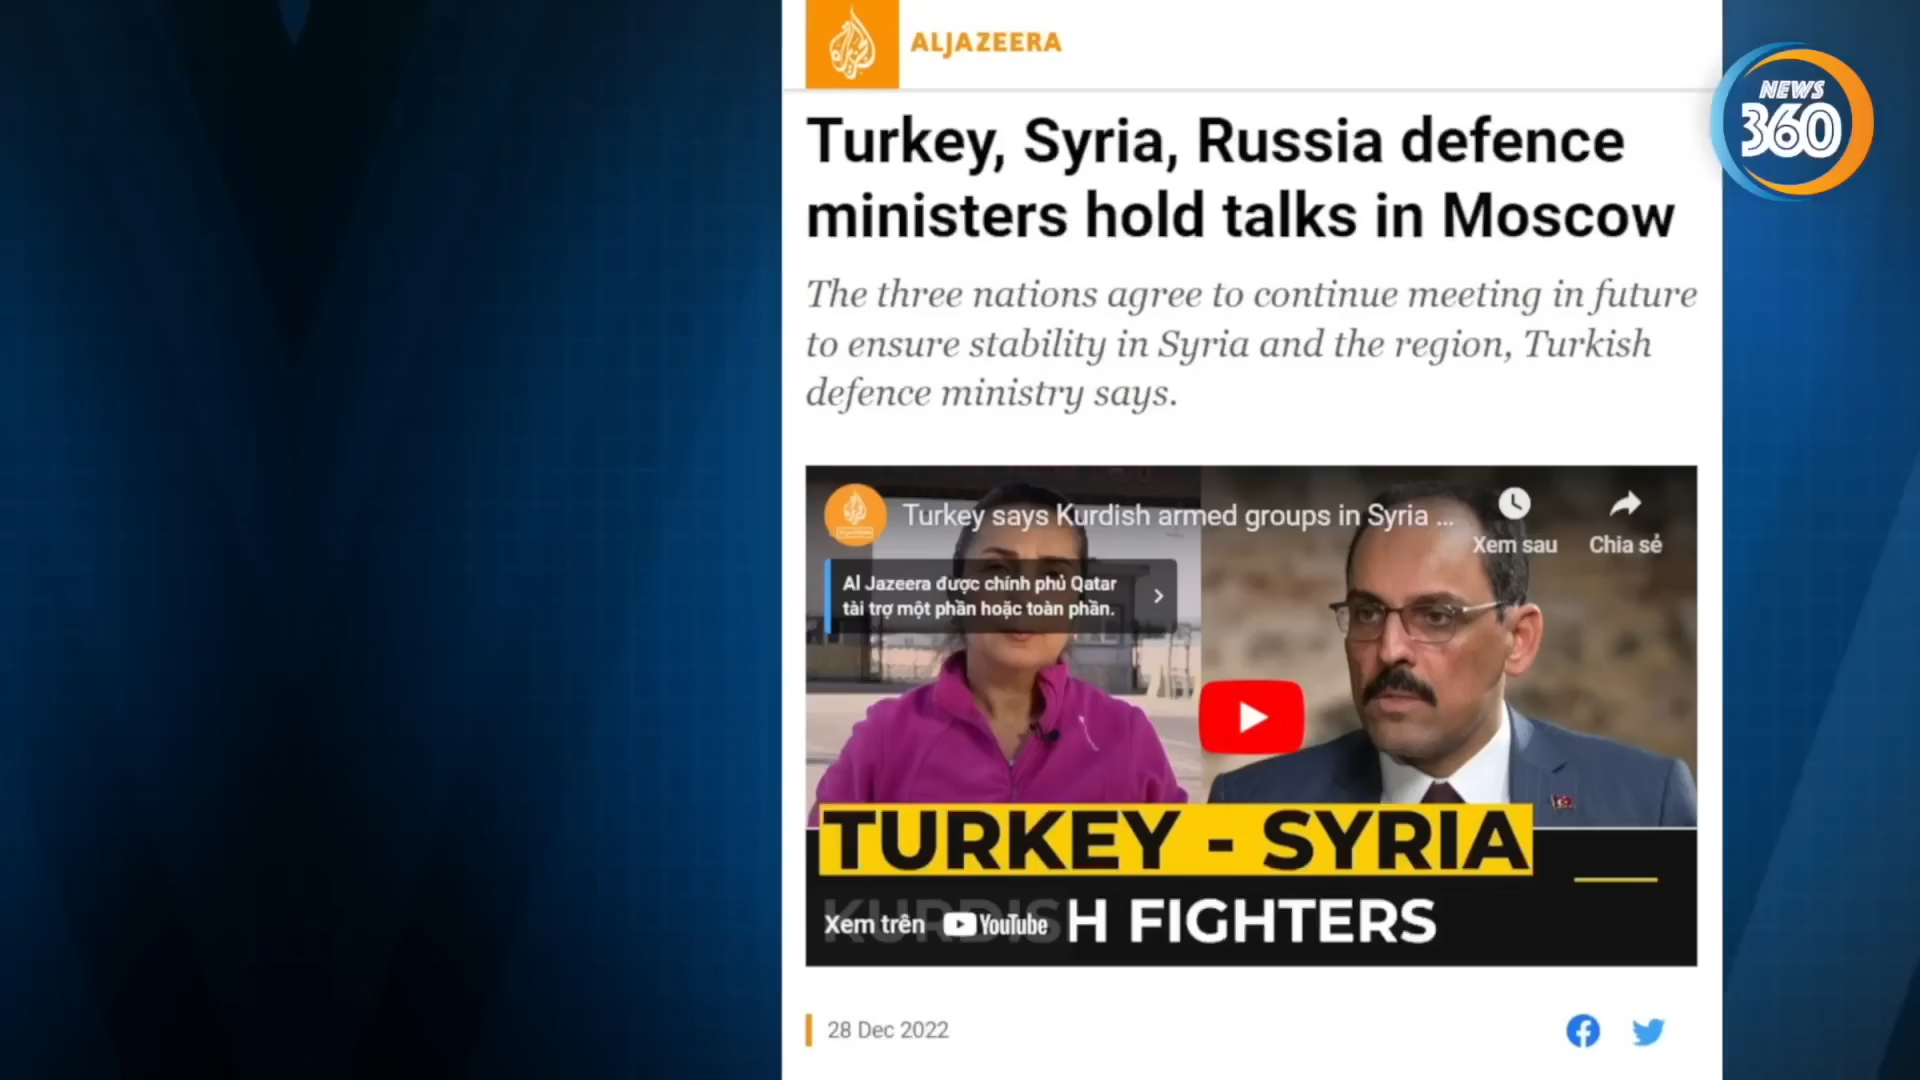 ALJAZEERA
NEWS
360
Turkey, Syria, Russia defence
ministers hold talks in Moscow
The three nations agree to continue meeting in future
to ensure stability in Syria and the region, Turkish
defence ministry says.
Turkey says Kurdish armed groups in Syria ...
Xem sau
Chia sẻ
Al Jazeera được chính phủ Qatar
tài trợ một phần hoặc toàn phần.
TURKEY - SYRIA
KURDISH FIGHTERS
Xem trên YouTube
28 Dec 2022